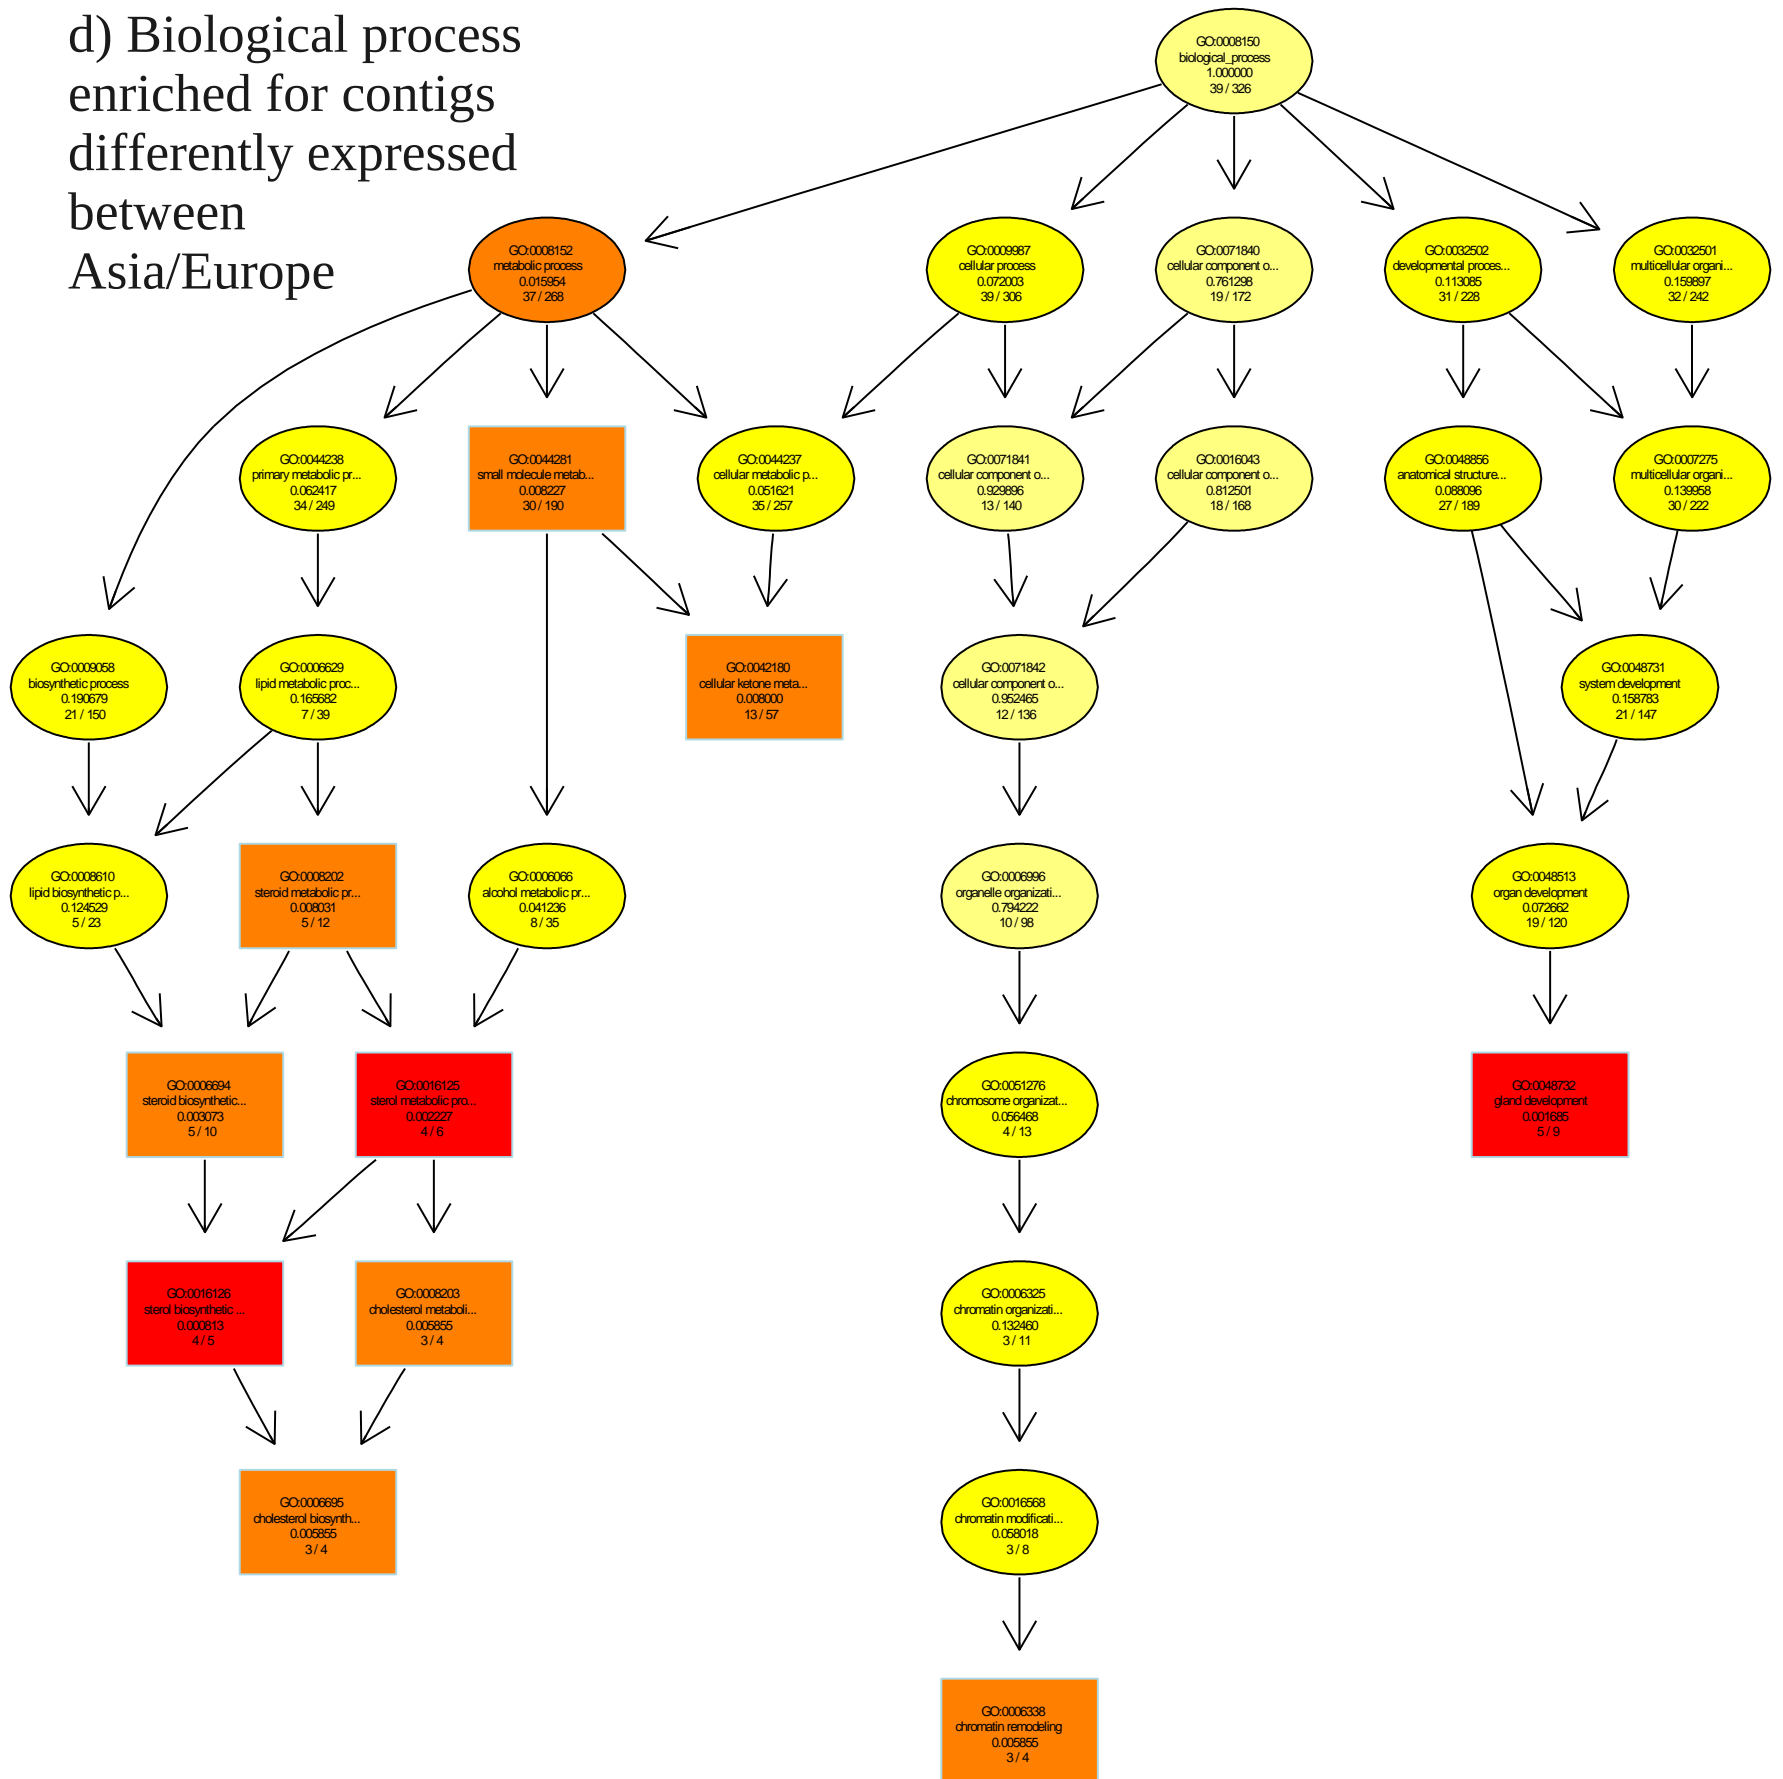 d) Biological process
enriched for contigs
differently expressed
between
Asia/Europe
GO:0008150
biological_process
1.000000
39 / 326
GO:0008152
metabolic process
0.015954
37 / 268
GO:0009987
cellular process
0.072003
39 / 306
GO:0071840
cellular component o...
0.761298
19 / 172
GO:0032502
developmental proces...
0.113085
31 / 228
GO:0032501
multicellular organi...
0.159897
32 / 242
GO:0044238
primary metabolic pr...
0.062417
34 / 249
GO:0044281
small molecule metab...
0.008227
30 / 190
GO:0044237
cellular metabolic p...
0.051621
35 / 257
GO:0071841
cellular component o...
0.929896
13 / 140
GO:0016043
cellular component o...
0.812501
18 / 168
GO:0048856
anatomical structure...
0.088096
27 / 189
GO:0007275
multicellular organi...
0.139958
30 / 222
GO:0009058
biosynthetic process
0.190679
21 / 150
GO:0006629
lipid metabolic proc...
0.165682
7 / 39
GO:0042180
cellular ketone meta...
0.008000
13 / 57
GO:0071842
cellular component o...
0.952465
12 / 136
GO:0048731
system development
0.158783
21 / 147
GO:0008610
lipid biosynthetic p...
0.124529
5 / 23
GO:0008202
steroid metabolic pr...
0.008031
5 / 12
GO:0006066
alcohol metabolic pr...
0.041236
8 / 35
GO:0006996
organelle organizati...
0.794222
10 / 98
GO:0048513
organ development
0.072662
19 / 120
GO:0006694
steroid biosynthetic...
0.003073
5 / 10
GO:0016125
sterol metabolic pro...
0.002227
4 / 6
GO:0051276
chromosome organizat...
0.056468
4 / 13
GO:0048732
gland development
0.001685
5 / 9
GO:0016126
sterol biosynthetic ...
0.000813
4 / 5
GO:0008203
cholesterol metaboli...
0.005855
3 / 4
GO:0006325
chromatin organizati...
0.132460
3 / 11
GO:0006695
cholesterol biosynth...
0.005855
3 / 4
GO:0016568
chromatin modificati...
0.058018
3 / 8
GO:0006338
chromatin remodeling
0.005855
3 / 4